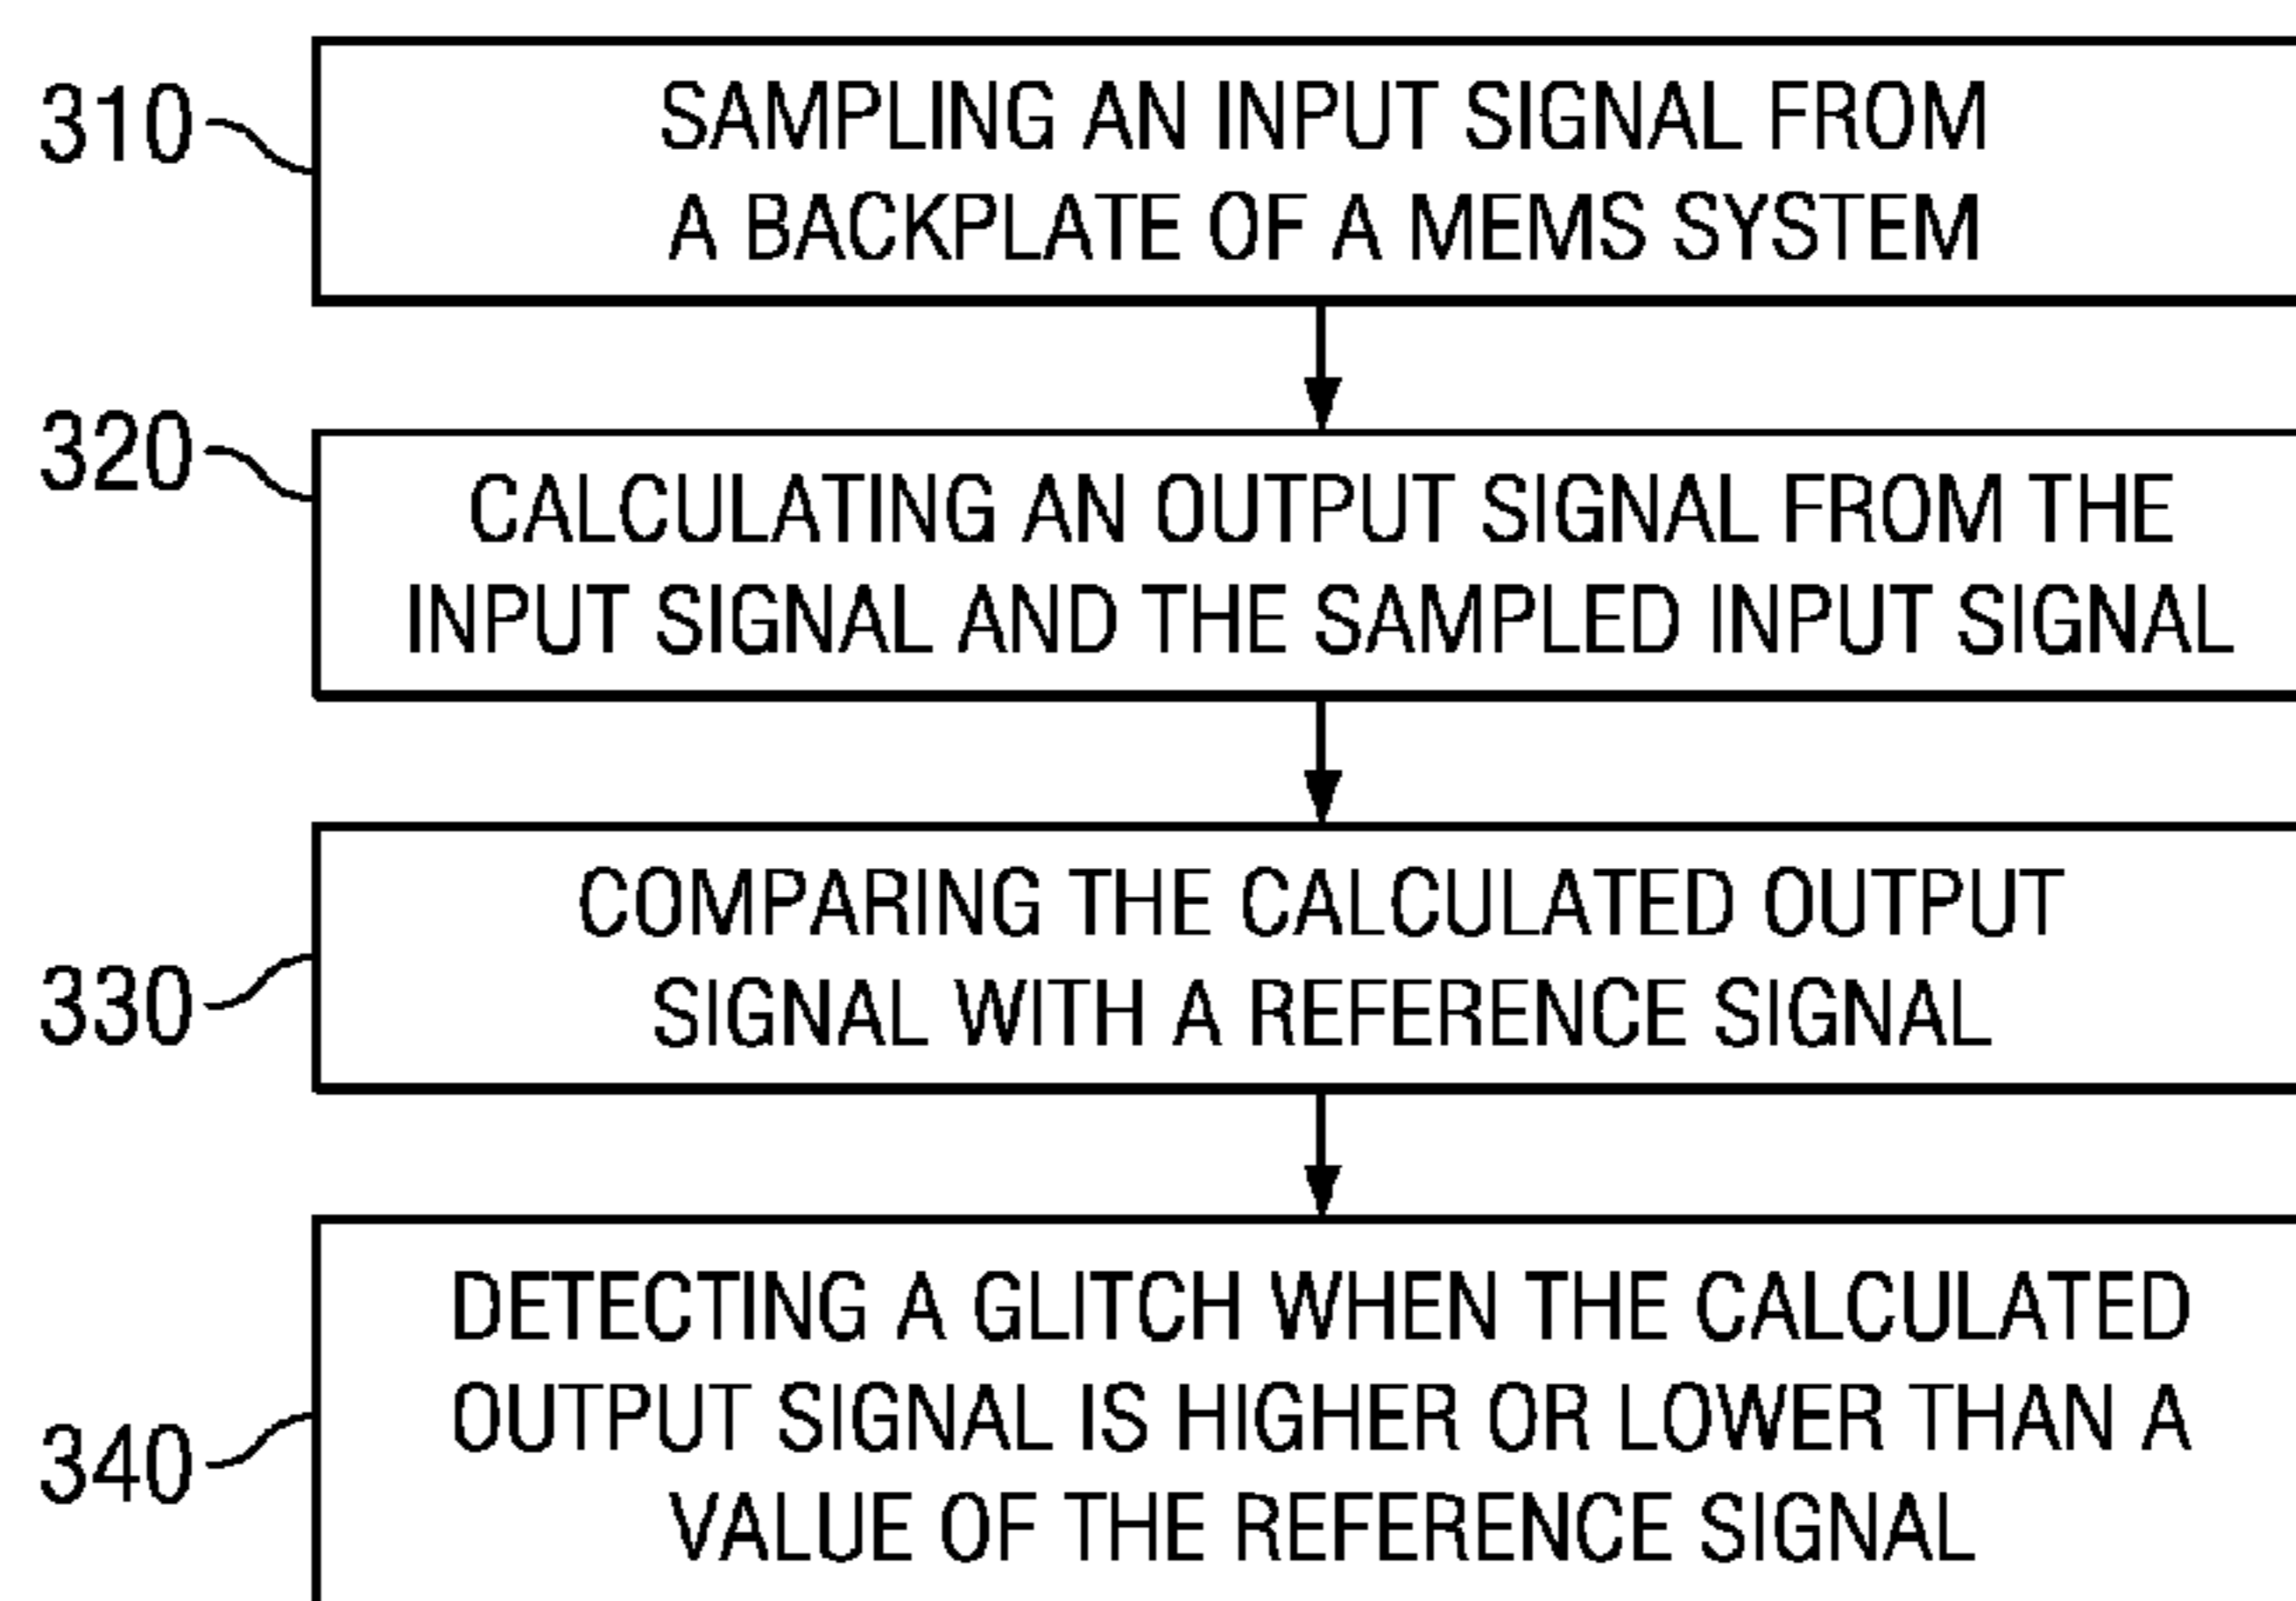 310
SAMPLING AN INPUT SIGNAL FROM
A BACKPLATE OF A MEMS SYSTEM
320
CALCULATING AN OUTPUT SIGNAL FROM THE
INPUT SIGNAL AND THE SAMPLED INPUT SIGNAL
330
COMPARING THE CALCULATED OUTPUT
SIGNAL WITH A REFERENCE SIGNAL
340
DETECTING A GLITCH WHEN THE CALCULATED
OUTPUT SIGNAL IS HIGHER OR LOWER THAN A
VALUE OF THE REFERENCE SIGNAL